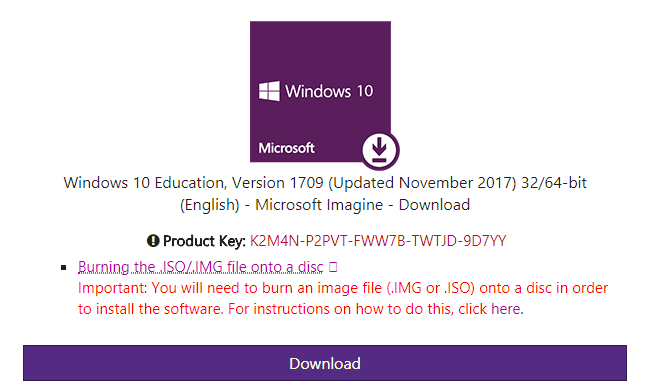 Windows 10
Microsoft
Windows 10 Education, Version 1709 (Updated November 2017) 32/64-bit
(English) - Microsoft Imagine - Download
Product Key: K2M4N-P2PVT-FWW7B-TWTJD-9D7YY
Burning the .ISO/.IMG file onto a disc
Important: You will need to burn an image file (.IMG or .ISO) onto a disc in order
to install the software. For instructions on how to do this, click here.
Download